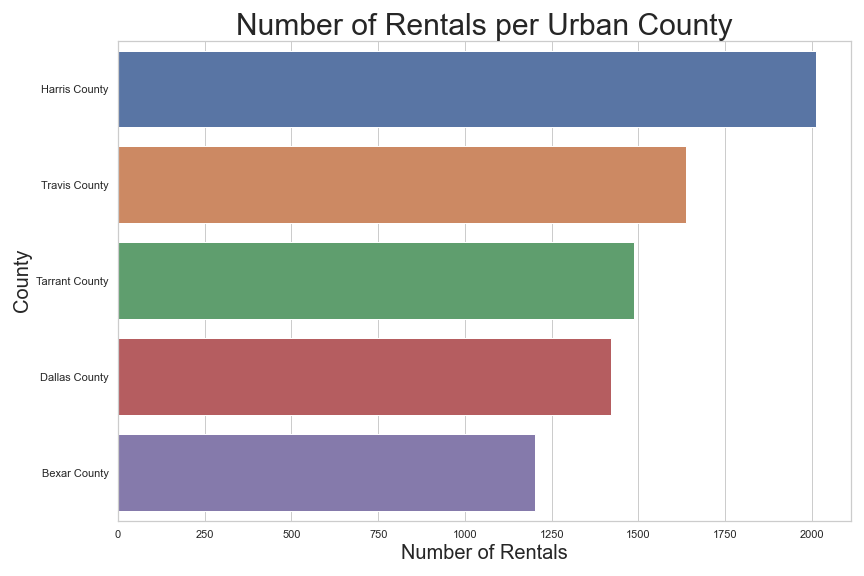 Number of Rentals per Urban County
County
Harris County
Travis County
Tarrant County
Dallas County
Bexar County
0 250 500 750 1000 1250 1500 1750 2000
Number of Rentals